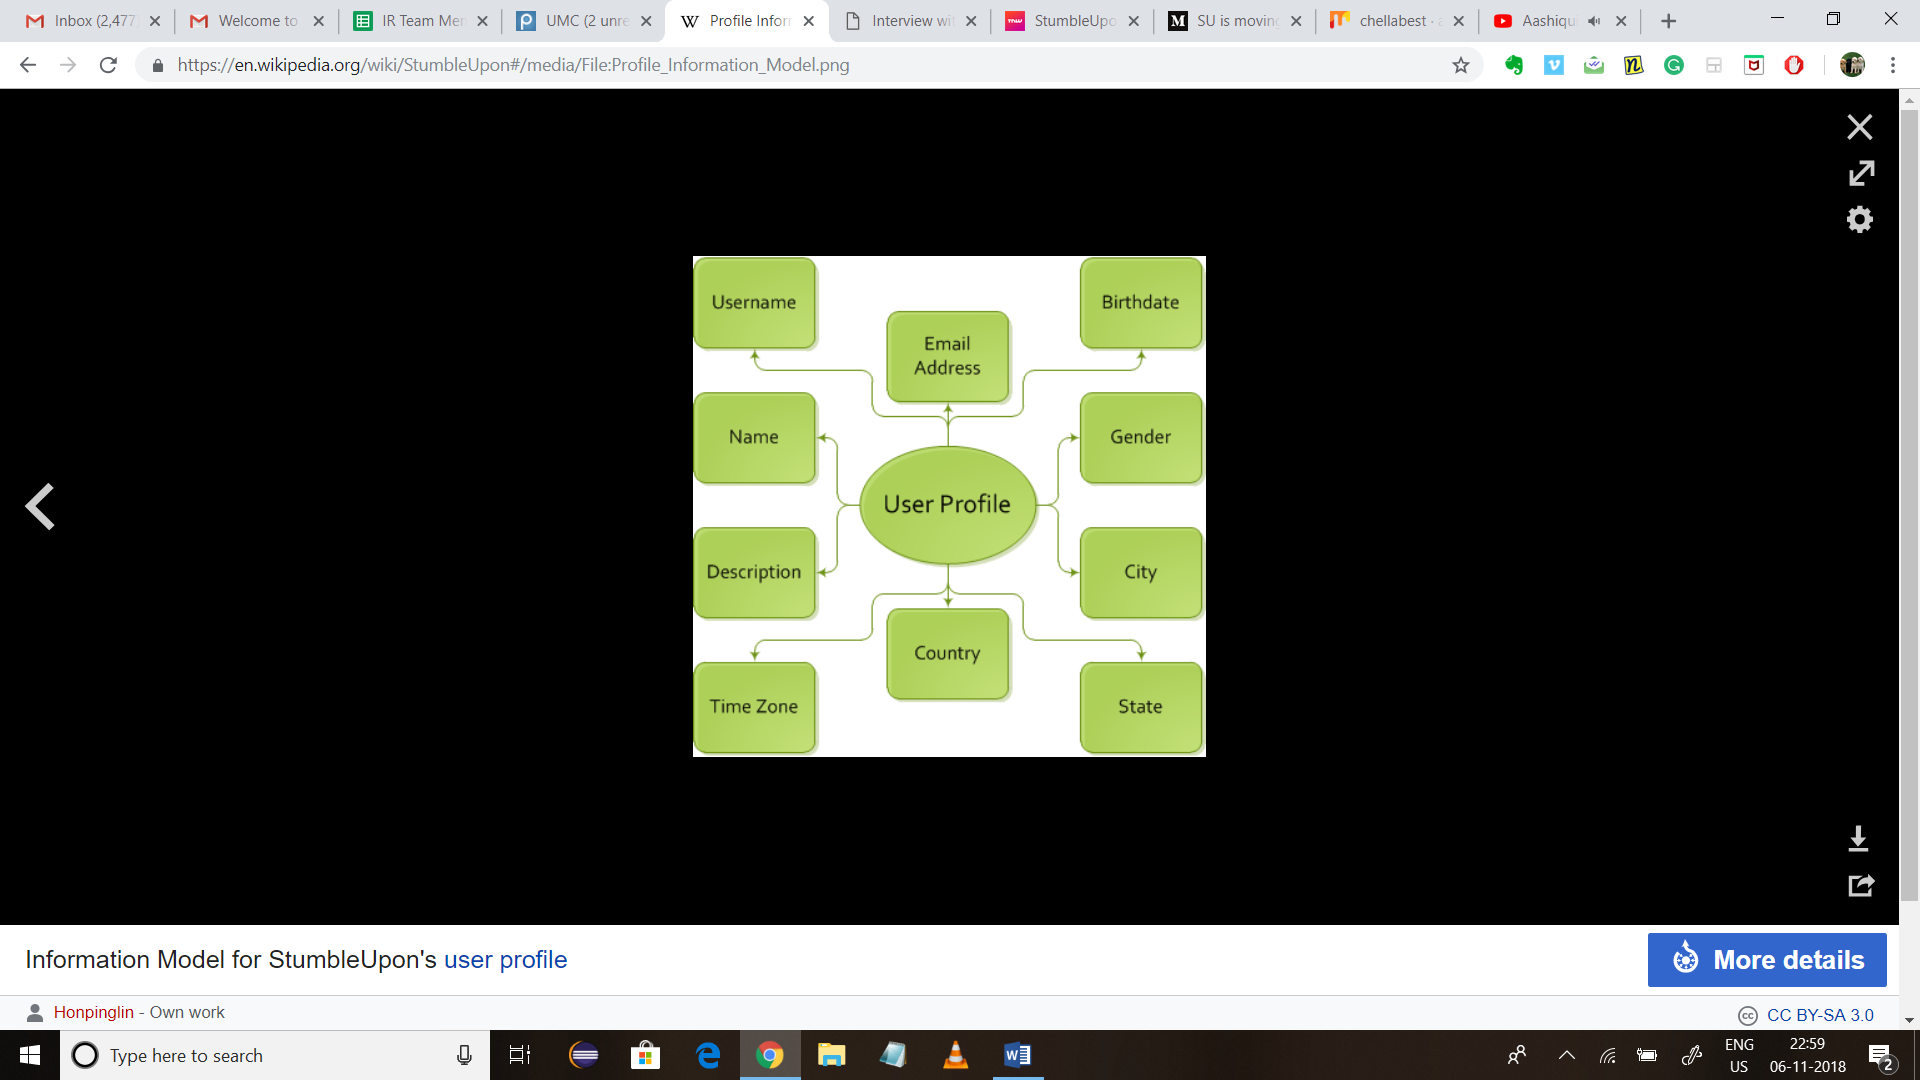 Inbox (2,477
Welcome to
IR Team Mer
UMC (2 unre
Profile Infor
Interview wi
StumbleUpo
SU is moving
chellabest - a
Aashiqu
https://en.wikipedia.org/wiki/StumbleUpon#/media/File:Profile_Information_Model.png
Username
Birthdate
Email
Address
Name
Gender
User Profile
Description
City
Country
Time Zone
State
Information Model for StumbleUpon's user profile
More details
Honpinglin - Own work
CC BY-SA 3.0
Type here to search
ENG
US
22:59
06-11-2018
2